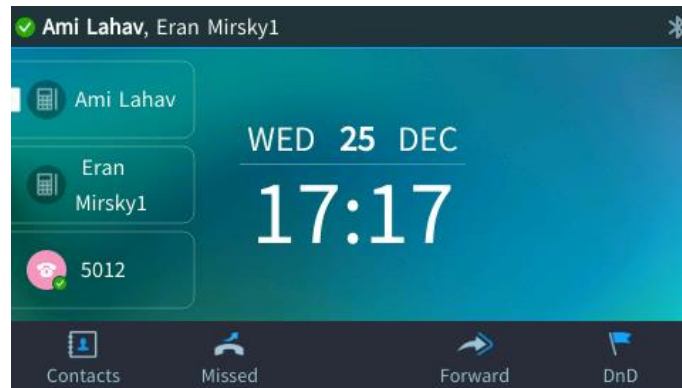 Ami Lahav, Eran Mirsky1
Ami Lahav
Eran
Mirsky1
5012
WED 25 DEC
17:17
Contacts
Missed
Forward
DnD